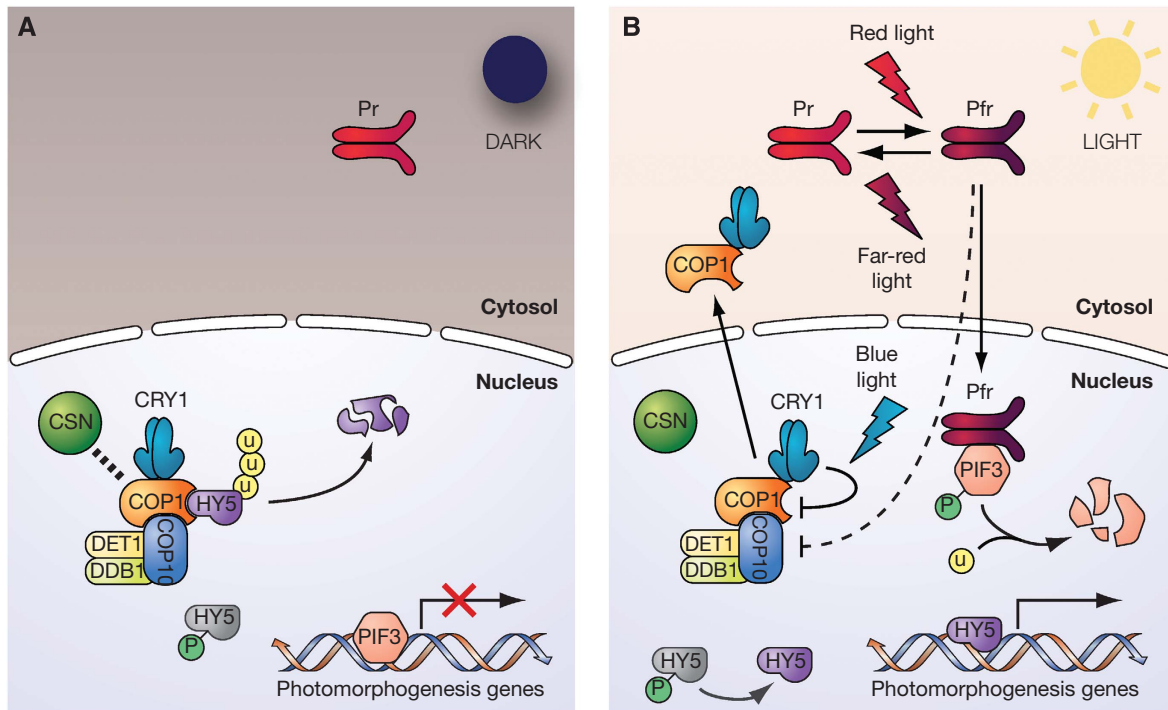 A
Pr
DARK
Cytosol
Nucleus
CSN
CRY1
u
u
u
COP1
HY5
COP10
DET1
DDB1
HY5
P
PIF3
Photomorphogenesis genes
B
Red light
Pr
Pfr
LIGHT
COP1
Far-red
light
Cytosol
Nucleus
Blue
light
CSN
CRY1
Pfr
PIF3
P
COP1
COP10
DET1
DDB1
u
HY5
P
HY5
HY5
Photomorphogenesis genes